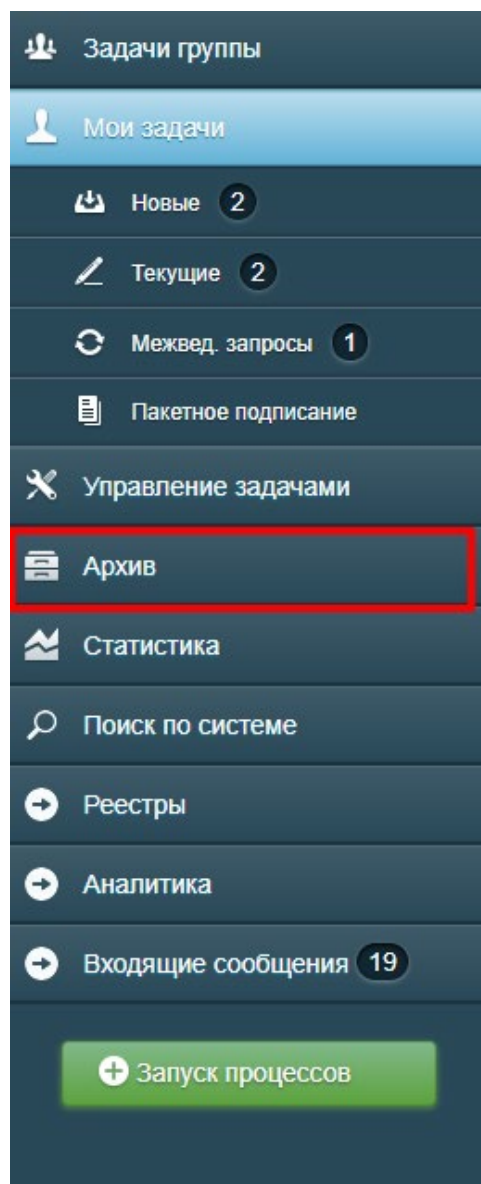 Задачи группы
Мои задачи
Новые 2
Текущие 2
Межвед. запросы 1
Пакетное подписание
Управление задачами
Архив
Статистика
Поиск по системе
Реестры
Аналитика
Входящие сообщения 19
Запуск процессов